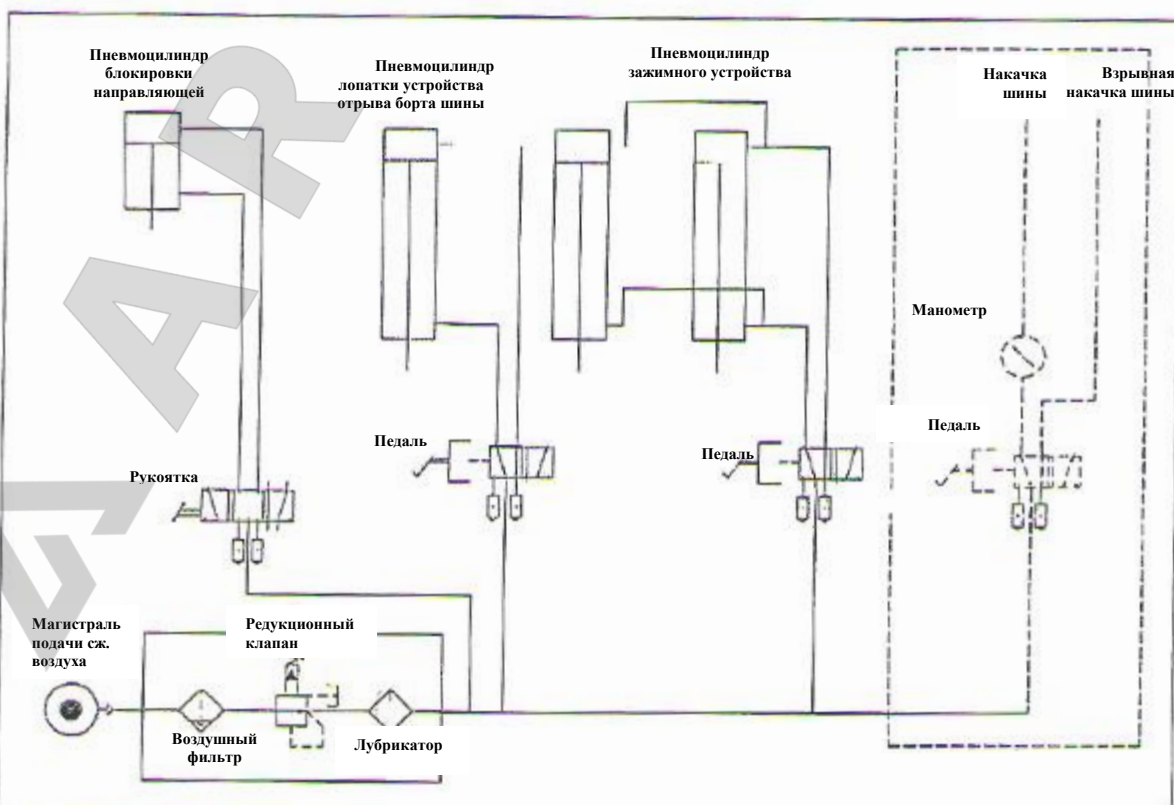 Пневмоцилиндр
блокировки
направляющей
Пневмоцилиндр
лопатки устройства
отрыва борта шины
Пневмоцилиндр
зажимного устройства
Накачка
шины
Взрывная
накачка шины
Манометр
Педаль
Педаль
Педаль
Рукоятка
Магистраль
подачи сж.
воздуха
Редукционный
клапан
Воздушный
фильтр
Лубрикатор
EAR